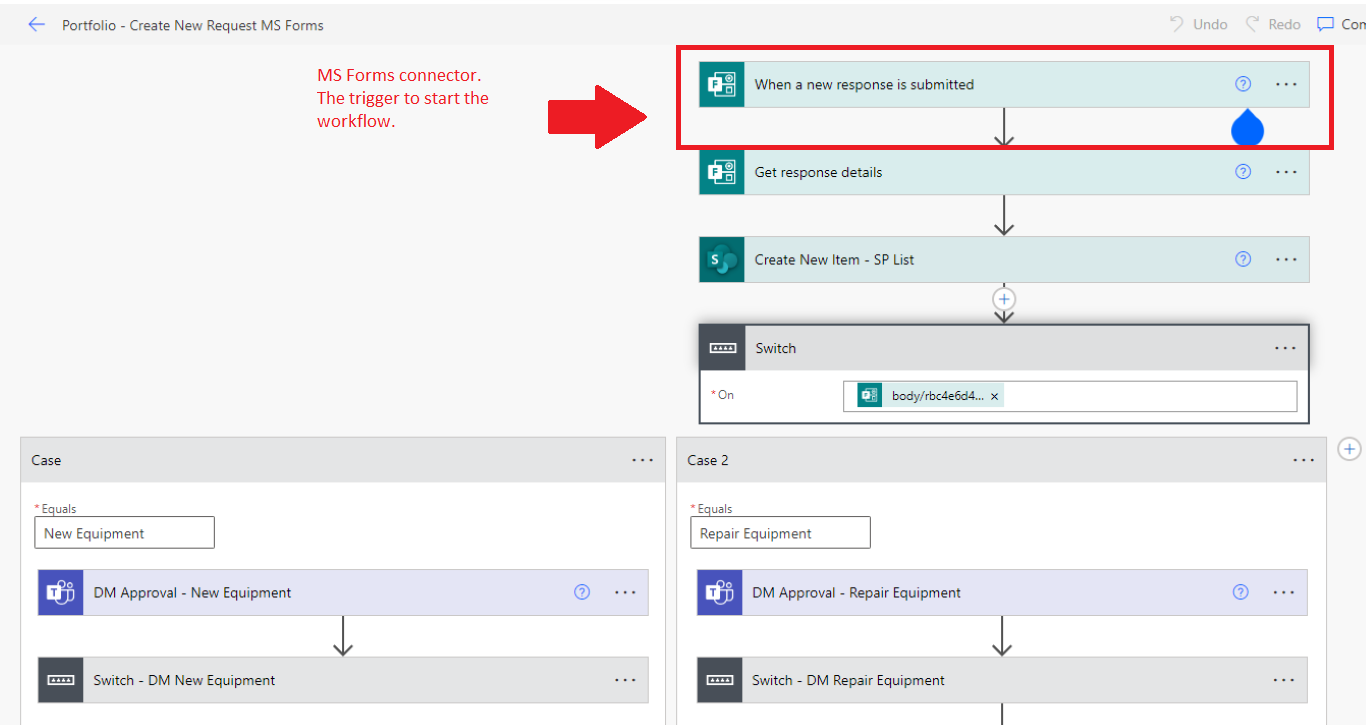 Portfolio - Create New Request MS Forms
Undo
Redo
Com
MS Forms connector.
The trigger to start the
workflow.
When a new response is submitted
Get response details
Create New Item - SP List
Switch
* On
body/rbc4e6d4... ×
Case
Case 2
* Equals
New Equipment
* Equals
Repair Equipment
DM Approval - New Equipment
DM Approval - Repair Equipment
Switch - DM New Equipment
Switch - DM Repair Equipment